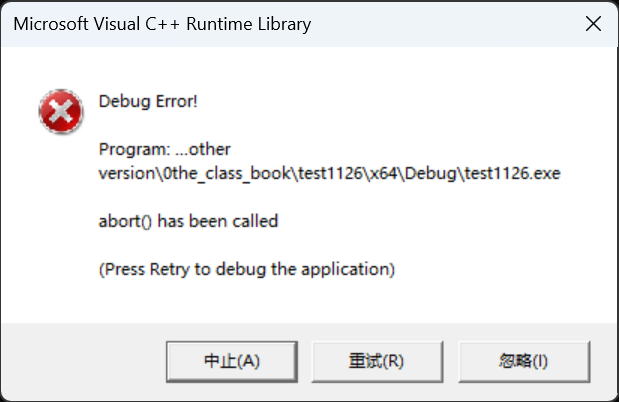 Microsoft Visual C++ Runtime Library
Debug Error!
Program: ...other
version\0the_class_book\test1126\x64\Debug\test1126.exe
abort() has been called
(Press Retry to debug the application)
中止(A)
重试(R)
忽略(I)